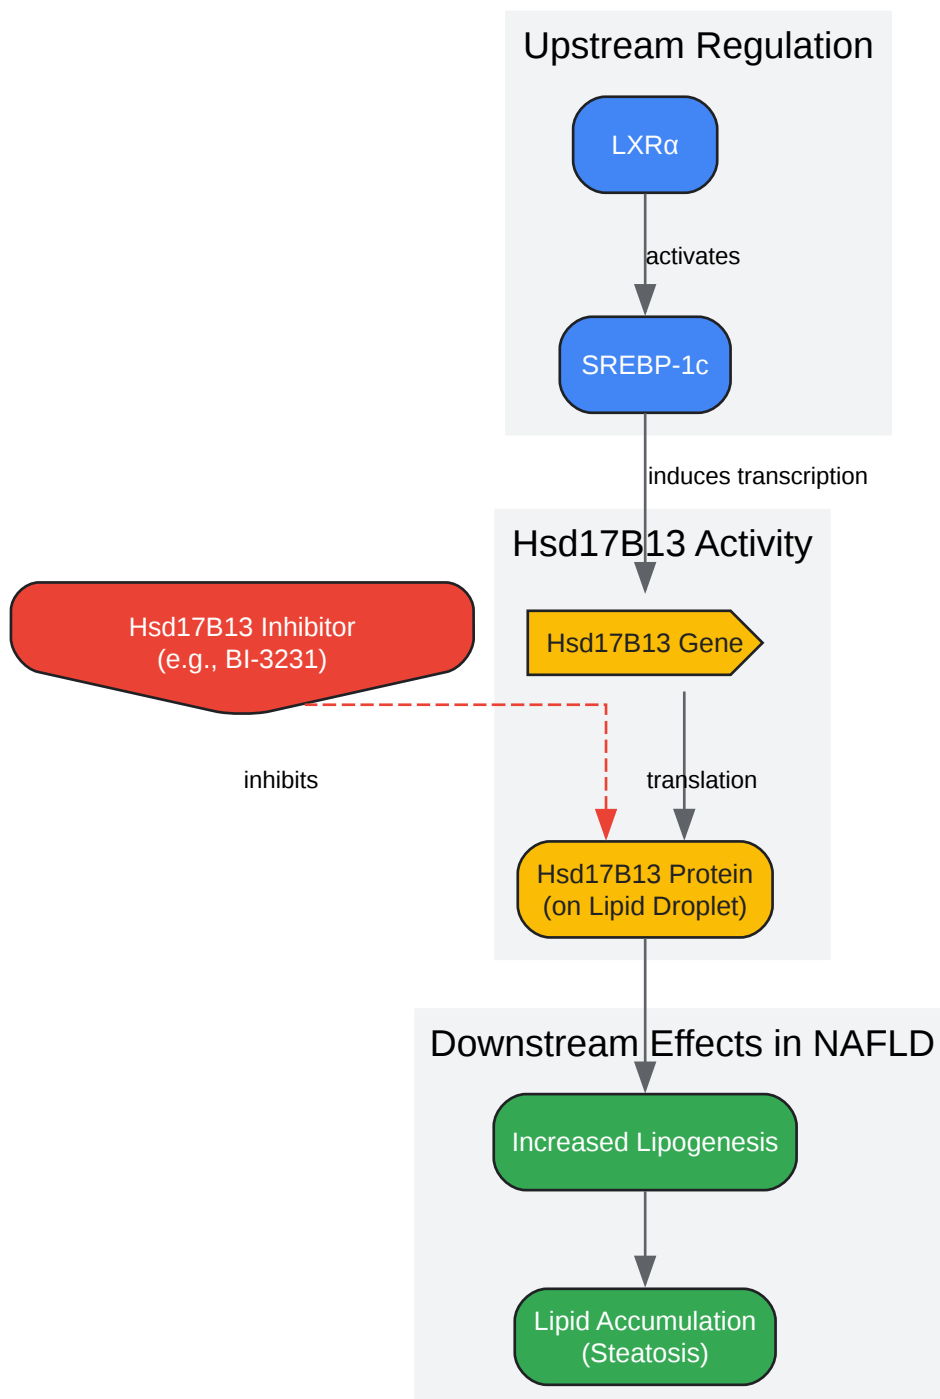 Upstream Regulation
LXRα
activates
SREBP-1c
induces transcription
Hsd17B13 Activity
Hsd17B13 Inhibitor
(e.g., BI-3231)
Hsd17B13 Gene
inhibits
translation
Hsd17B13 Protein
(on Lipid Droplet)
Downstream Effects in NAFLD
Increased Lipogenesis
Lipid Accumulation
(Steatosis)